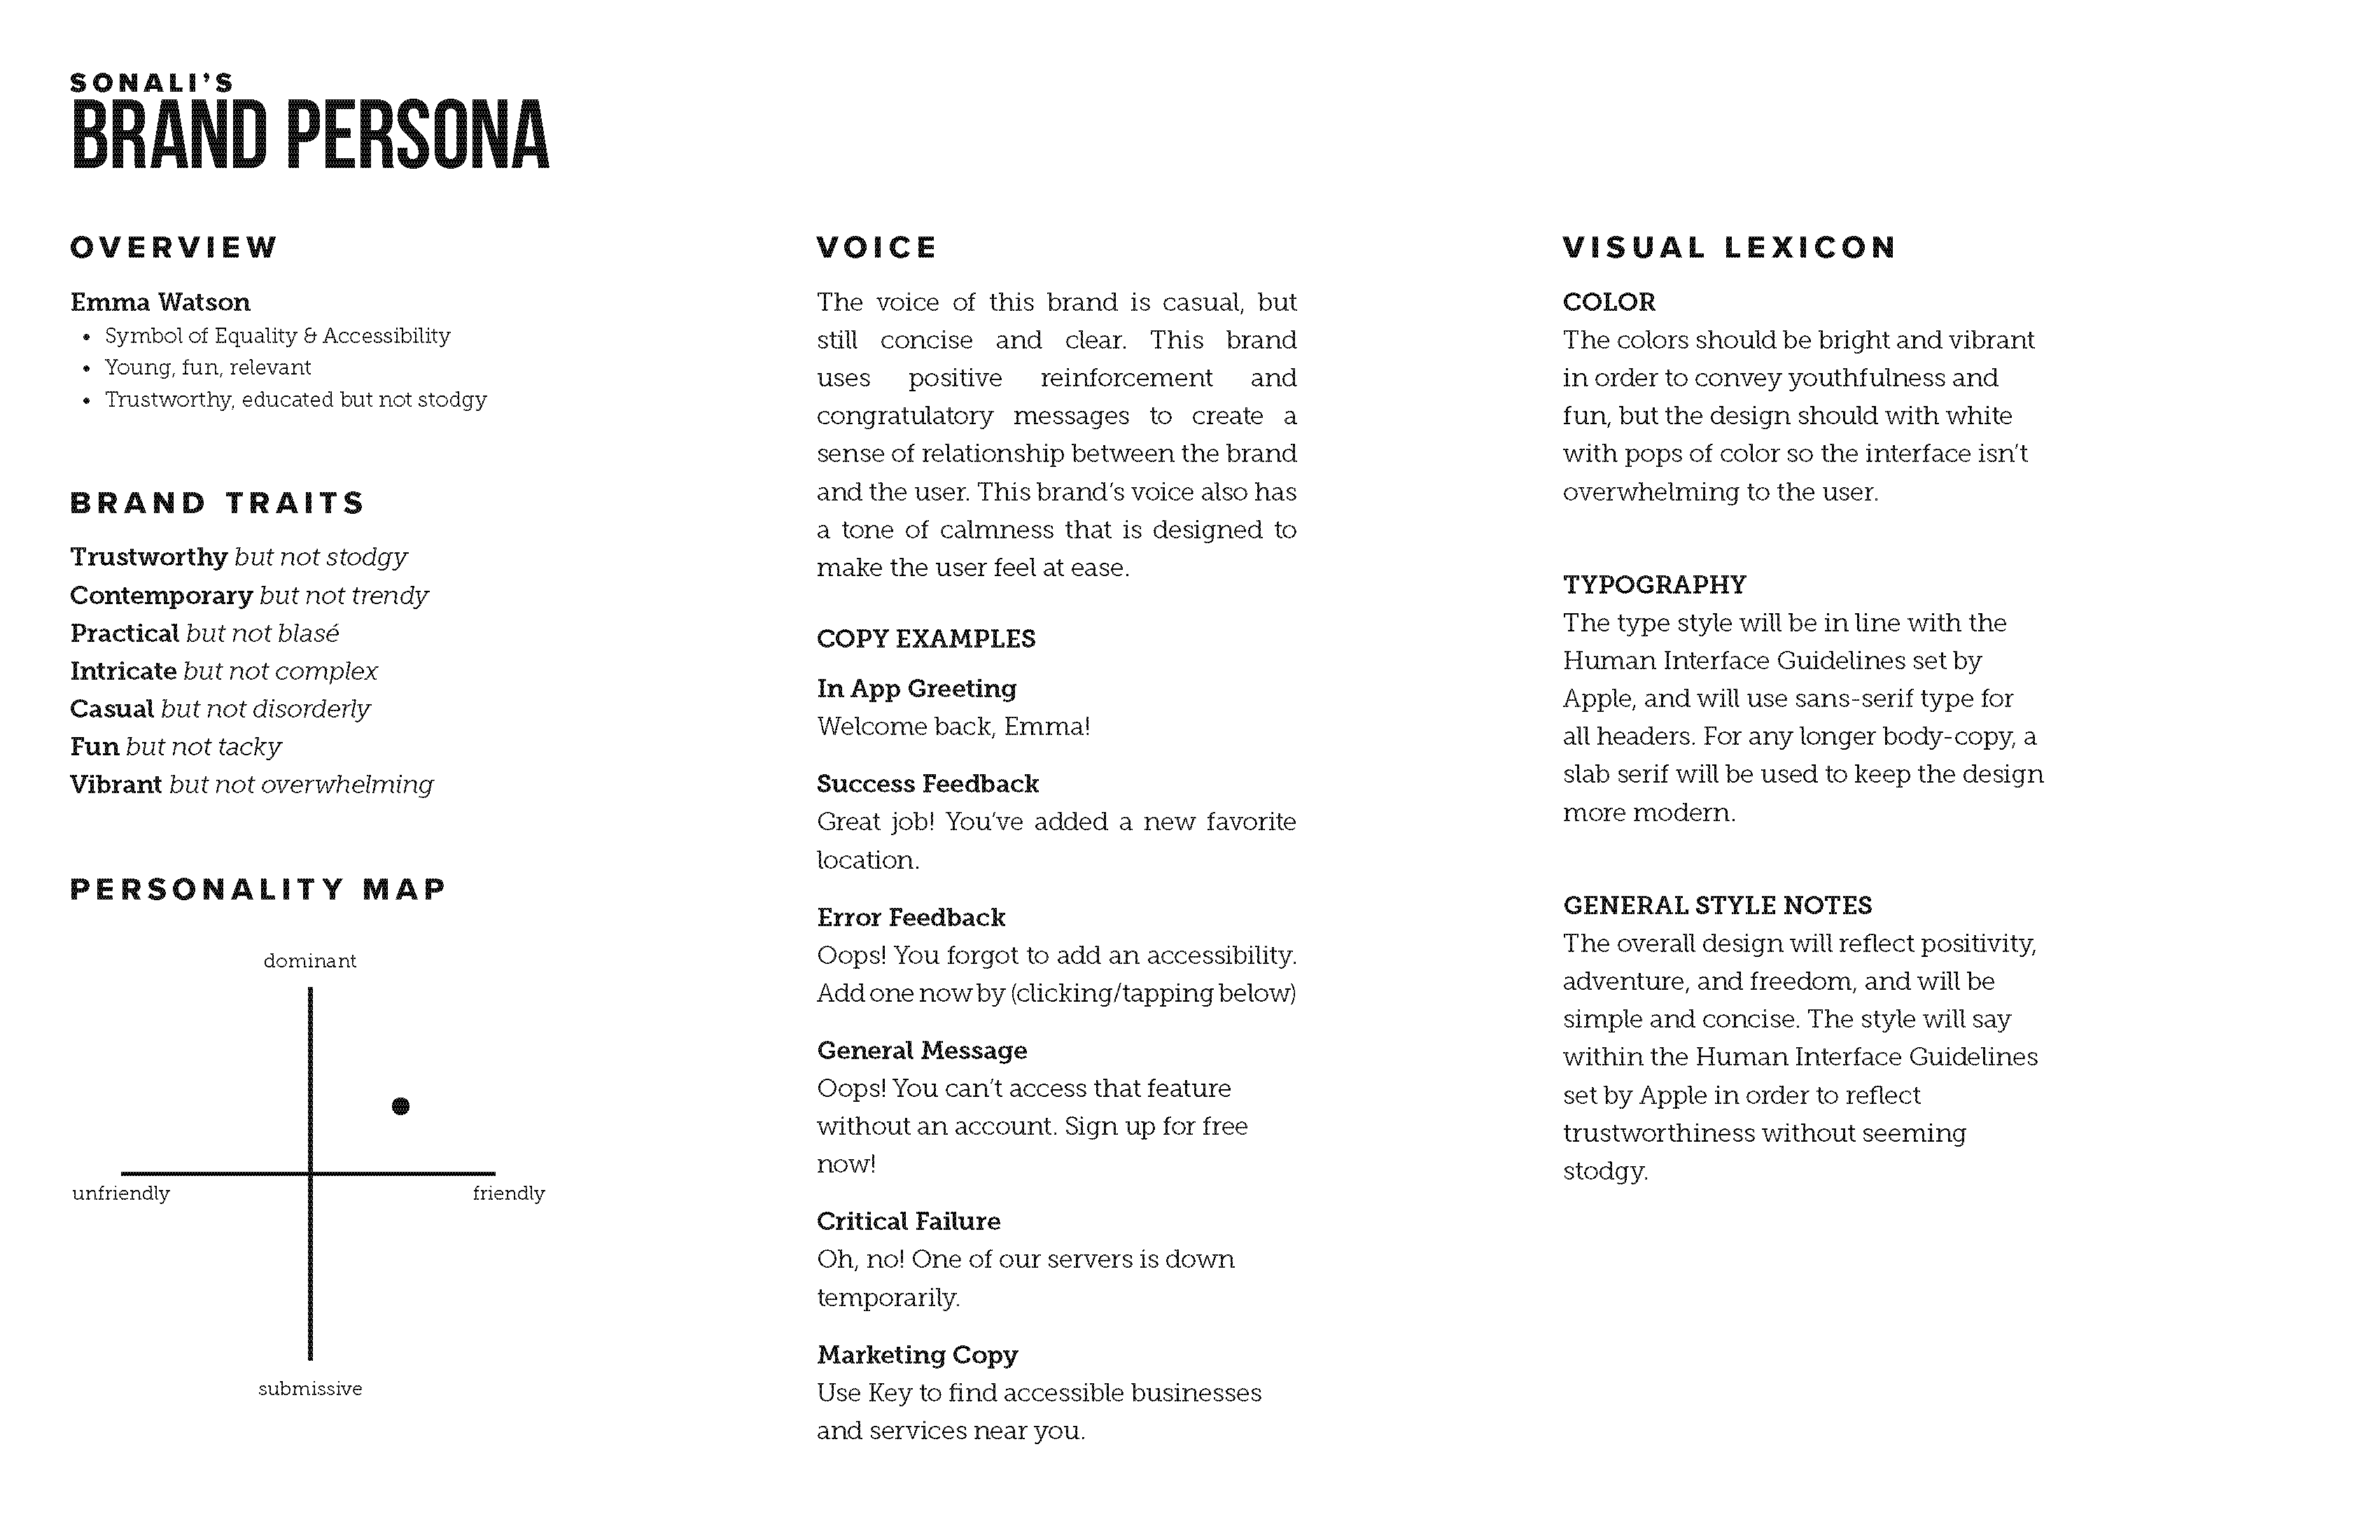 SONALI'S
BRAND PERSONA
OVERVIEW
Emma Watson
• Symbol of Equality & Accessibility
• Young, fun, relevant
• Trustworthy, educated but not stodgy
BRAND TRAITS
Trustworthy but not stodgy
Contemporary but not trendy
Practical but not blasé
Intricate but not complex
Casual but not disorderly
Fun but not tacky
Vibrant but not overwhelming
PERSONALITY MAP
dominant
unfriendly
friendly
submissive
VOICE
The voice of this brand is casual, but
still concise and clear. This brand
uses positive reinforcement and
congratulatory messages to create a
sense of relationship between the brand
and the user. This brand's voice also has
a tone of calmness that is designed to
make the user feel at ease.
COPY EXAMPLES
In App Greeting
Welcome back, Emma!
Success Feedback
Great job! You've added a new favorite
location.
Error Feedback
Oops! You forgot to add an accessibility.
Add one now by (clicking/tapping below)
General Message
Oops! You can't access that feature
without an account. Sign up for free
now!
Critical Failure
Oh, no! One of our servers is down
temporarily.
Marketing Copy
Use Key to find accessible businesses
and services near you.
VISUAL LEXICON
COLOR
The colors should be bright and vibrant
in order to convey youthfulness and
fun, but the design should with white
with pops of color so the interface isn't
overwhelming to the user.
TYPOGRAPHY
The type style will be in line with the
Human Interface Guidelines set by
Apple, and will use sans-serif type for
all headers. For any longer body-copy, a
slab serif will be used to keep the design
more modern.
GENERAL STYLE NOTES
The overall design will reflect positivity,
adventure, and freedom, and will be
simple and concise. The style will say
within the Human Interface Guidelines
set by Apple in order to reflect
trustworthiness without seeming
stodgy.